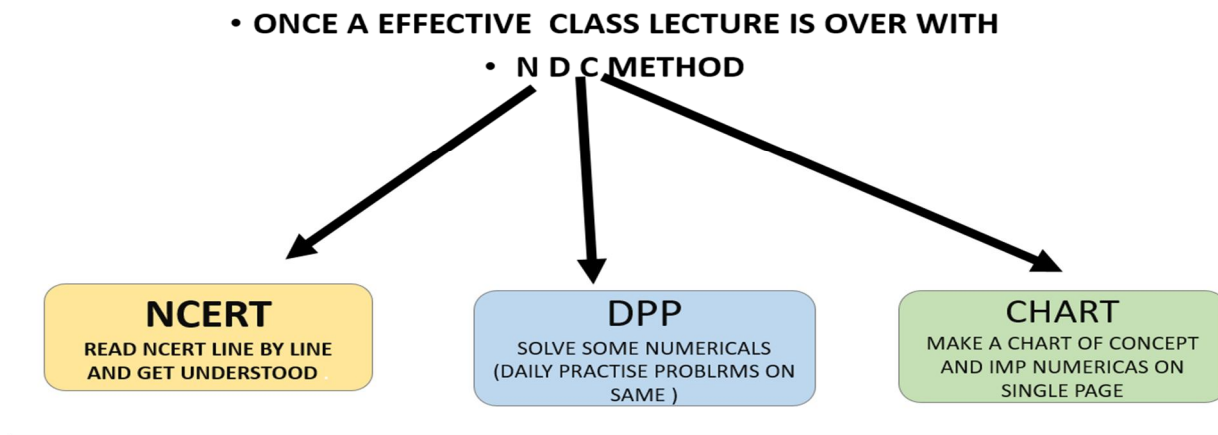 • ONCE A EFFECTIVE CLASS LECTURE IS OVER WITH
• N D C METHOD
NCERT
READ NCERT LINE BY LINE
AND GET UNDERSTOOD .
DPP
SOLVE SOME NUMERICALS
(DAILY PRACTISE PROBLRMS ON
SAME )
CHART
MAKE A CHART OF CONCEPT
AND IMP NUMERICAS ON
SINGLE PAGE